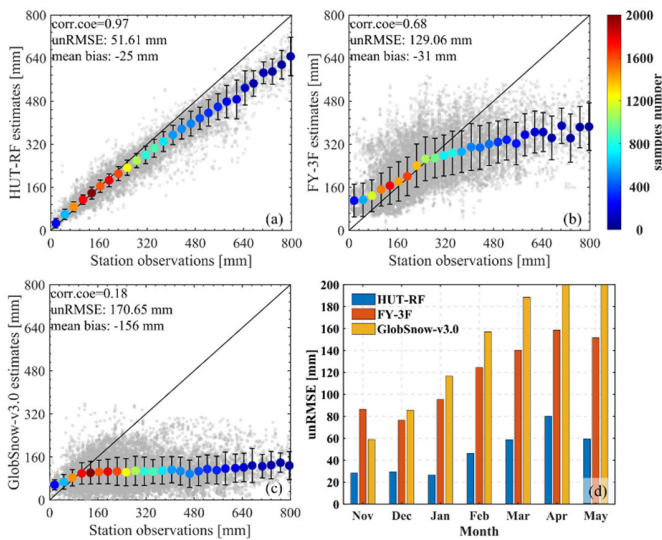 corr.coe=0.97
unRMSE: 51.61 mm
mean bias: -25 mm
HUT-RF estimates [mm]
800
640
480
320
160
0
0 160 320 480 640 800
Station observations [mm]
(a)
corr.coe=0.68
unRMSE: 129.06 mm
mean bias: -31 mm
FY-3F estimates [mm]
800
640
480
320
160
0
0 160 320 480 640 800
Station observations [mm]
(b)
2000
1600
1200
800
400
0
samples number
corr.coe=0.18
unRMSE: 170.65 mm
mean bias: -156 mm
GlobSnow-v3.0 estimates [mm]
800
640
480
320
160
0
0 160 320 480 640 800
Station observations [mm]
(c)
HUT-RF
FY-3F
GlobSnow-v3.0
unRMSE [mm]
200
180
160
140
120
100
80
60
40
20
0
Nov Dec Jan Feb Mar Apr May
Month
(d)